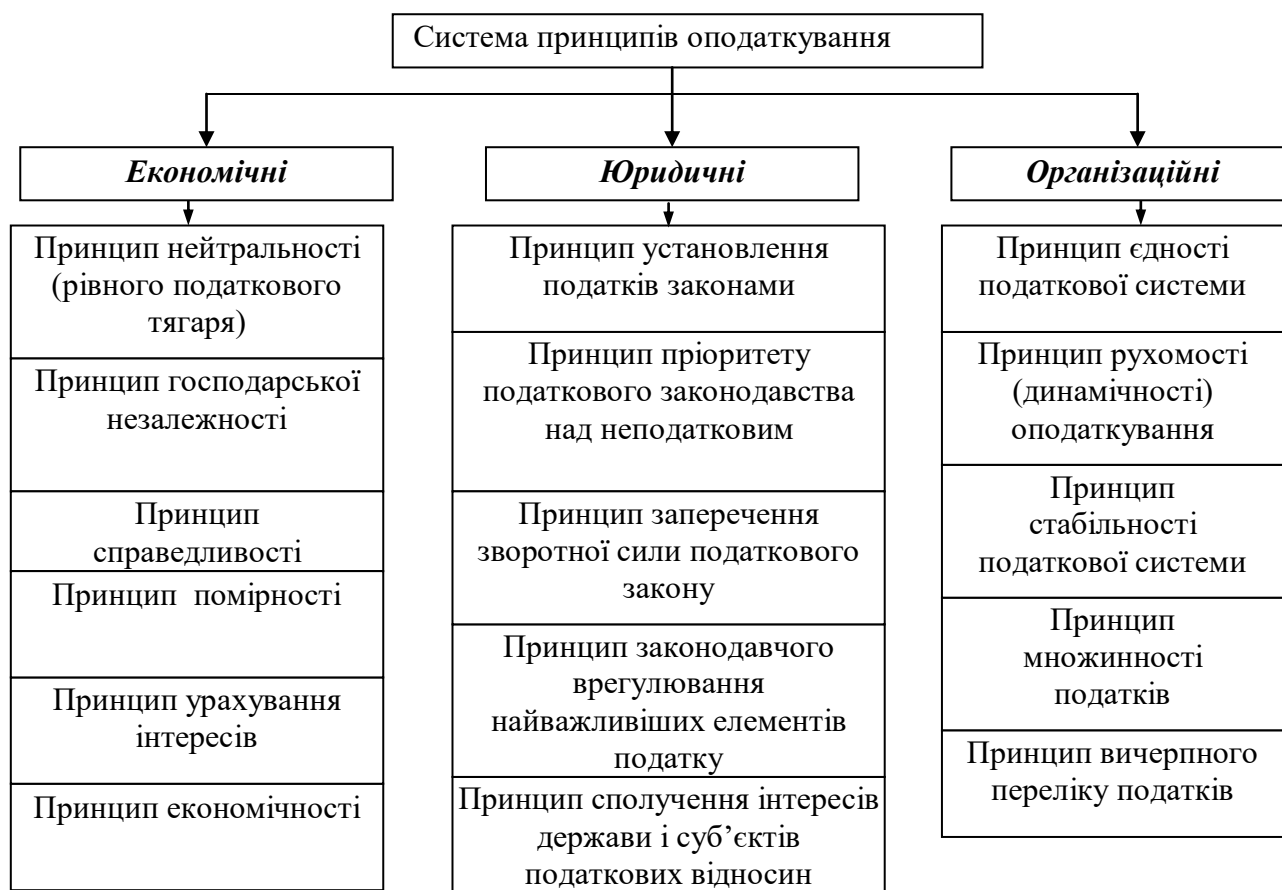 Система принципів оподаткування
Економічні
Принцип нейтральності
(рівного податкового
тягаря)
Принцип господарської
незалежності
Принцип
справедливості
Принцип помірності
Принцип урахування
інтересів
Принцип економічності
Юридичні
Принцип установлення
податків законами
Принцип пріоритету
податкового законодавства
над неподатковим
Принцип заперечення
зворотної сили податкового
закону
Принцип законодавчого
врегулювання
найважливіших елементів
податку
Принцип сполучення інтересів
держави і суб’єктів
податкових відносин
Організаційні
Принцип єдності
податкової системи
Принцип рухомості
(динамічності)
оподаткування
Принцип
стабільності
податкової системи
Принцип
множинності
податків
Принцип вичерпного
переліку податків